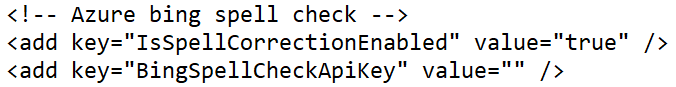 <!-- Azure bing spell check -->
<add key="IsSpellCorrectionEnabled" value="true" />
<add key="BingSpellCheckApiKey" value="" />